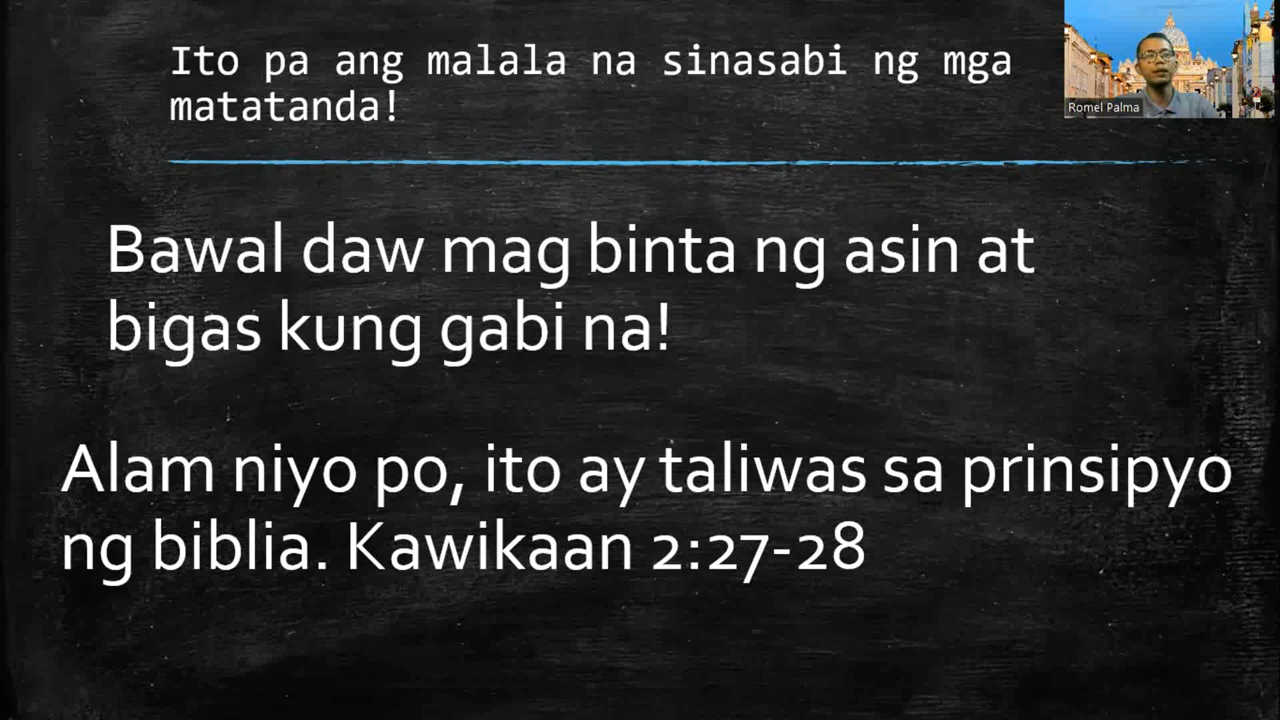 Ito pa ang malala na sinasabi ng mga
matatanda!
Romel Palma
Bawal daw mag binta ng asin at
bigas kung gabi na!
Alam niyo po, ito ay taliwas sa prinsipyo
ng biblia. Kawikaan 2:27-28